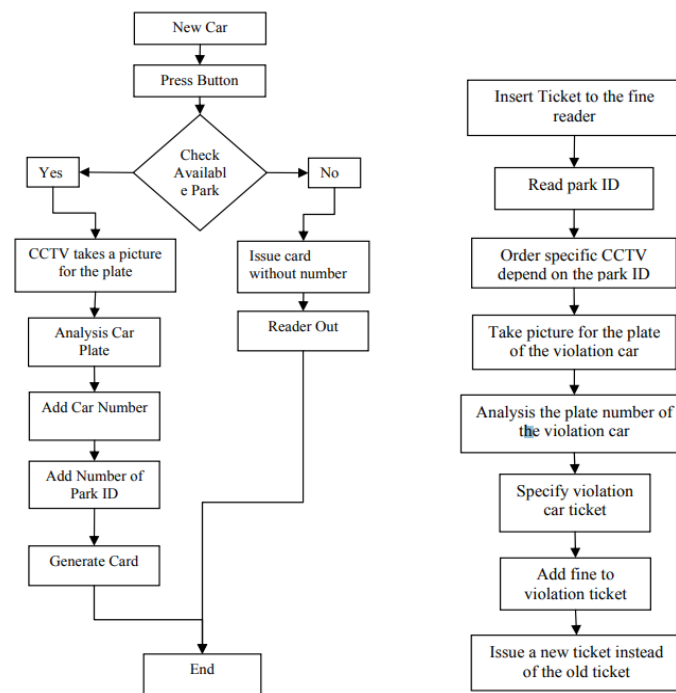 New Car
Press Button
Check
Availabl
e Park
Yes
No
CCTV takes a picture
for the plate
Analysis Car
Plate
Add Car Number
Add Number of
Park ID
Generate Card
Issue card
without number
Reader Out
End
Insert Ticket to the fine
reader
Read park ID
Order specific CCTV
depend on the park ID
Take picture for the plate
of the violation car
Analysis the plate number of
the violation car
Specify violation
car ticket
Add fine to
violation ticket
Issue a new ticket instead
of the old ticket